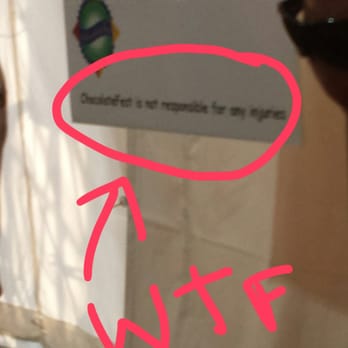 Chocolatefest is not responsible for any injuries.
WTF